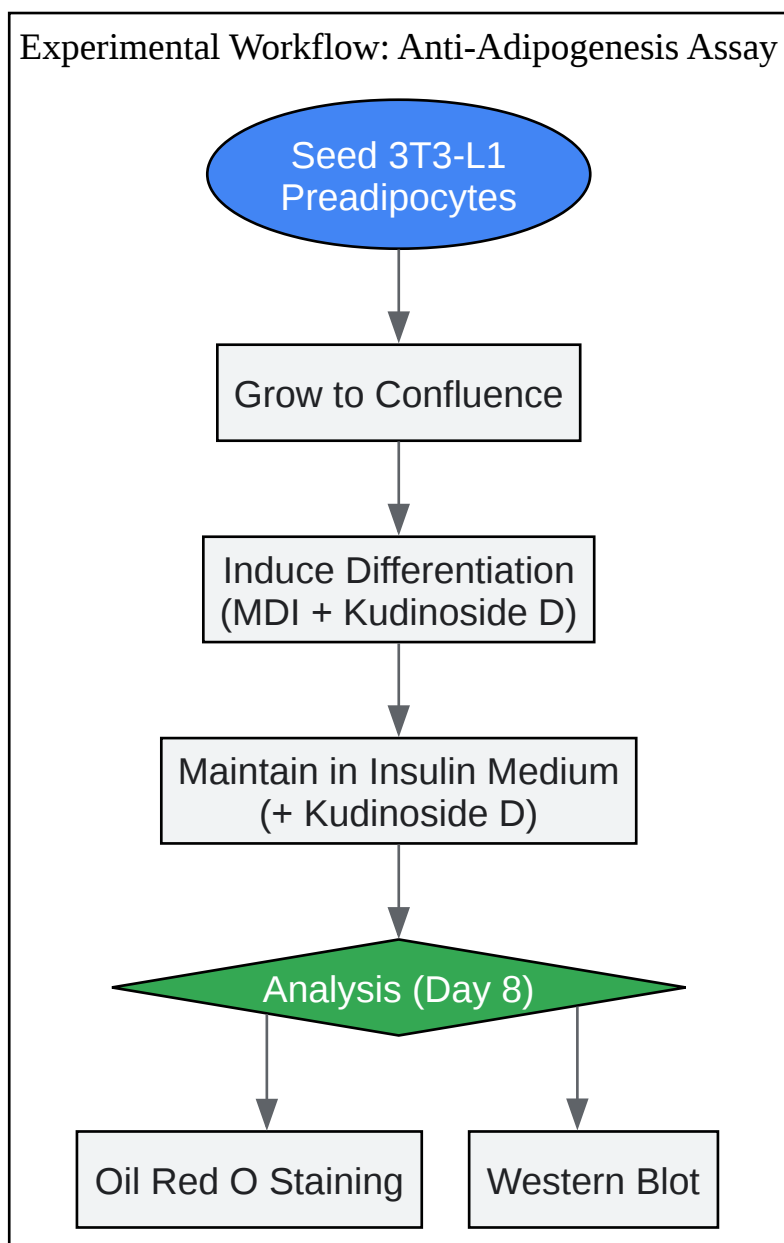 Experimental Workflow: Anti-Adipogenesis Assay
Seed 3T3-L1
Preadipocytes
Grow to Confluence
Induce Differentiation
(MDI + Kudinoside D)
Maintain in Insulin Medium
(+ Kudinoside D)
Analysis (Day 8)
Oil Red O Staining
Western Blot